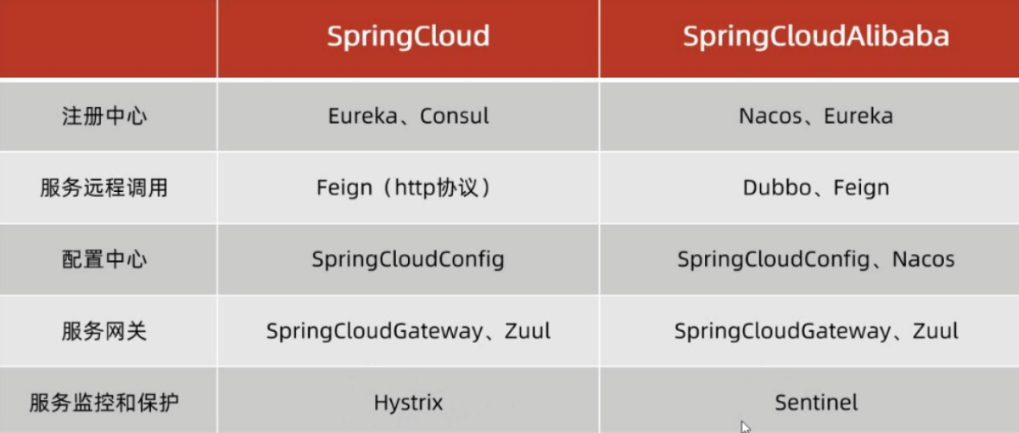 SpringCloud SpringCloudAlibaba
注册中心 Eureka、Consul Nacos、Eureka
服务远程调用 Feign（http协议） Dubbo、Feign
配置中心 SpringCloudConfig SpringCloudConfig、Nacos
服务网关 SpringCloudGateway、Zuul SpringCloudGateway、Zuul
服务监控和保护 Hystrix Sentinel